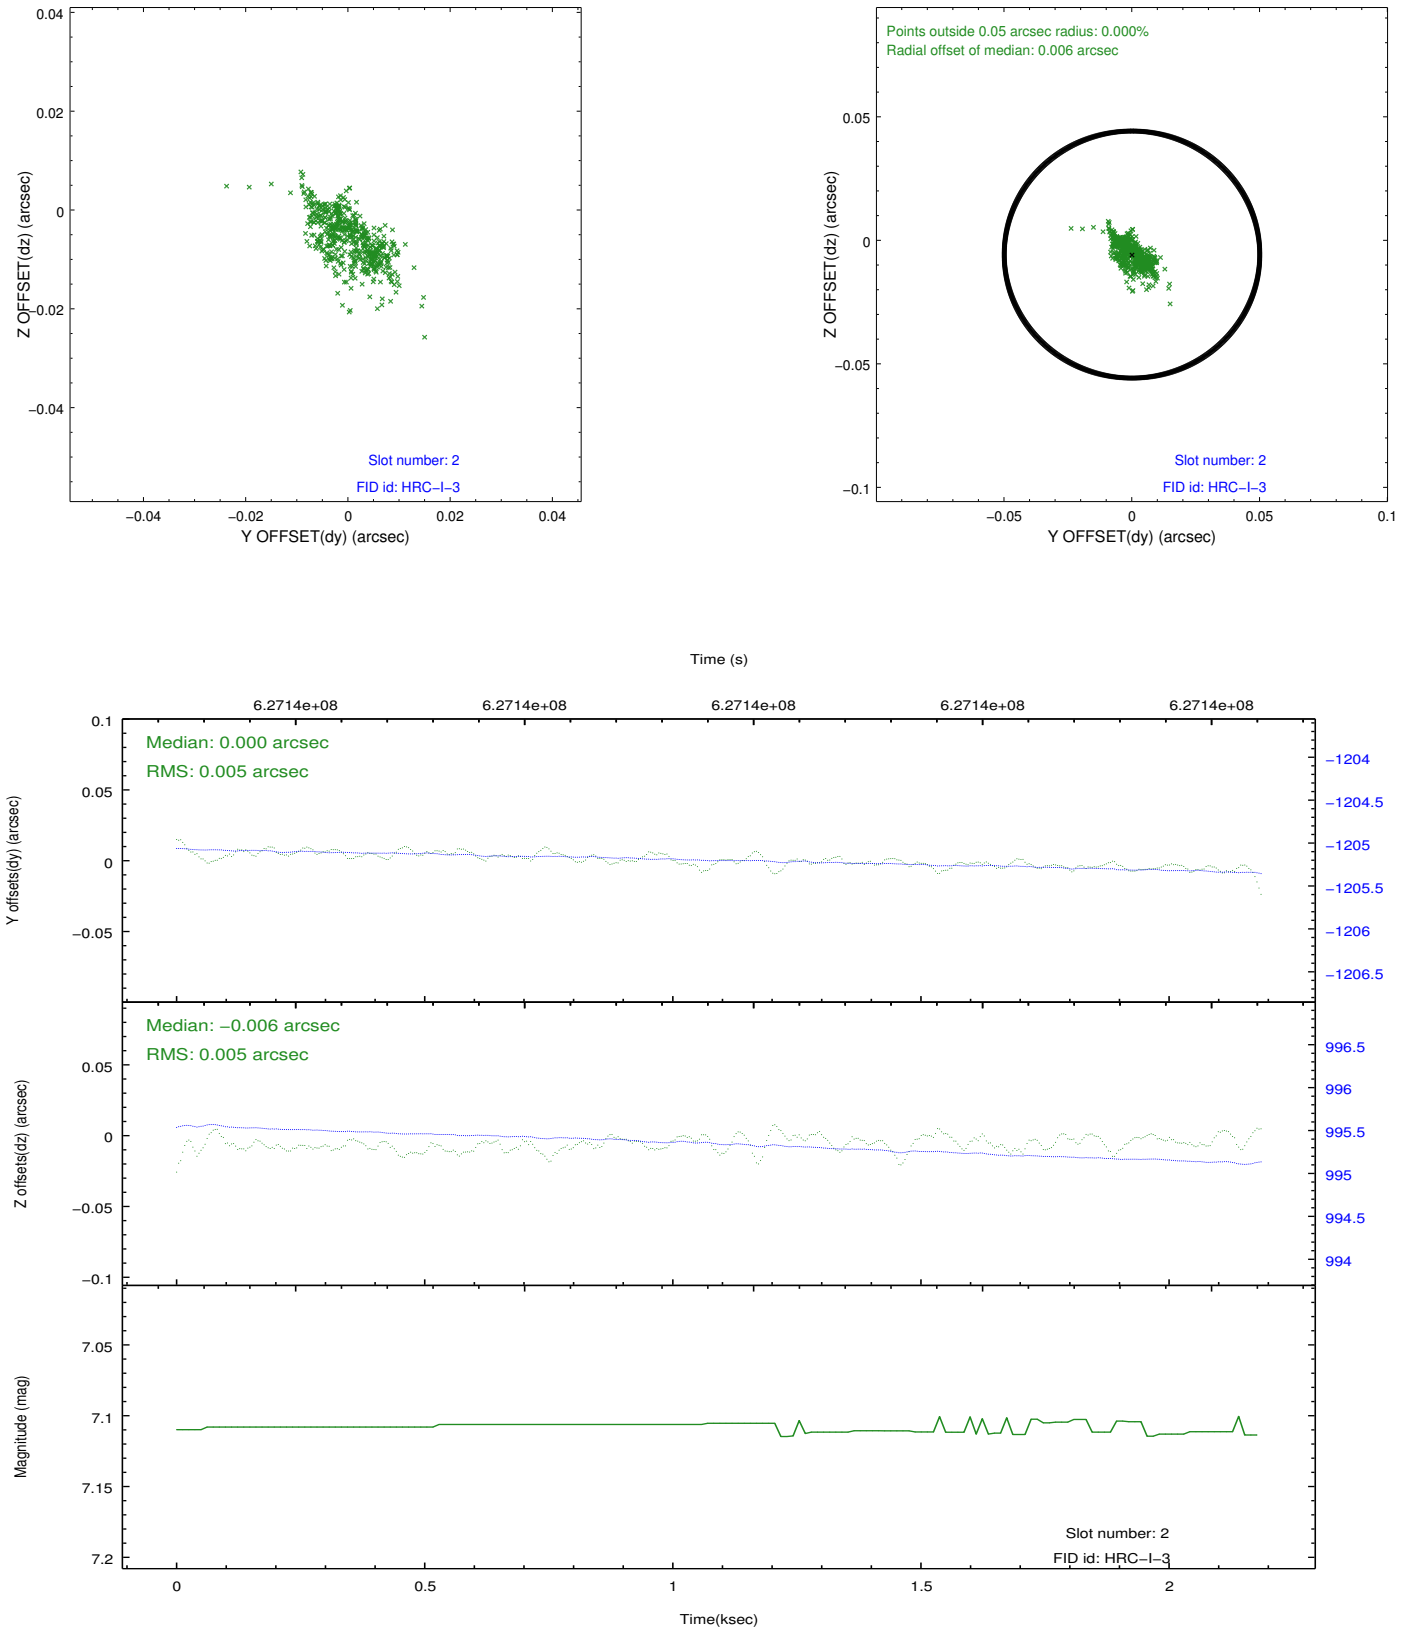 0.04
0.02
0
−0.02
−0.04
Z OFFSET(dz) (arcsec)
Slot number: 2
FID id: HRC−I−3
−0.04
−0.02
0
0.02
0.04
Y OFFSET(dy) (arcsec)
Points outside 0.05 arcsec radius: 0.000%
Radial offset of median: 0.006 arcsec
0.05
0
−0.05
−0.1
Z OFFSET(dz) (arcsec)
Slot number: 2
FID id: HRC−I−3
−0.05
0
0.05
0.1
Y OFFSET(dy) (arcsec)
Time (s)
6.2714e+08
6.2714e+08
6.2714e+08
6.2714e+08
6.2714e+08
Median: 0.000 arcsec
RMS: 0.005 arcsec
0.1
0.05
0
−0.05
Y offsets(dy) (arcsec)
−1204
−1204.5
−1205
−1205.5
−1206
−1206.5
Median: −0.006 arcsec
RMS: 0.005 arcsec
0.05
0
−0.05
−0.1
Z offsets(dz) (arcsec)
996.5
996
995.5
995
994.5
994
7.05
7.1
7.15
7.2
Magnitude (mag)
Slot number: 2
FID id: HRC−I−3
0
0.5
1
1.5
2
Time(ksec)